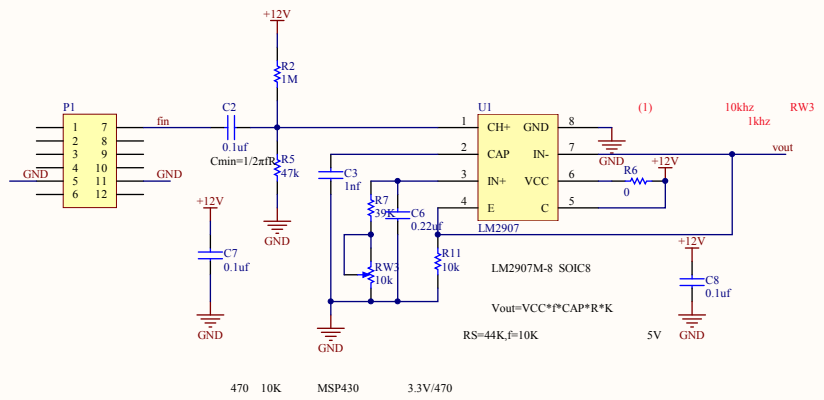 +12V
R2
1M
P1
1 7
2 8
3 9
4 10
5 11
6 12
fin
GND
GND
C2
0.1uf
Cmin=1/2πfR
R5
47k
GND
+12V
C7
0.1uf
GND
C3
1nf
R7
39K
C6
0.22uf
RW3
10k
R11
10k
GND
U1
1 CH+ GND 8
2 CAP IN- 7
3 IN+ VCC 6
4 E C 5
LM2907
GND
(1) 10khz RW3
1khz
vout
R6
0
+12V
LM2907M-8 SOIC8
+12V
C8
0.1uf
GND
Vout=VCC*f*CAP*R*K
RS=44K,f=10K 5V
470 10K MSP430 3.3V/470